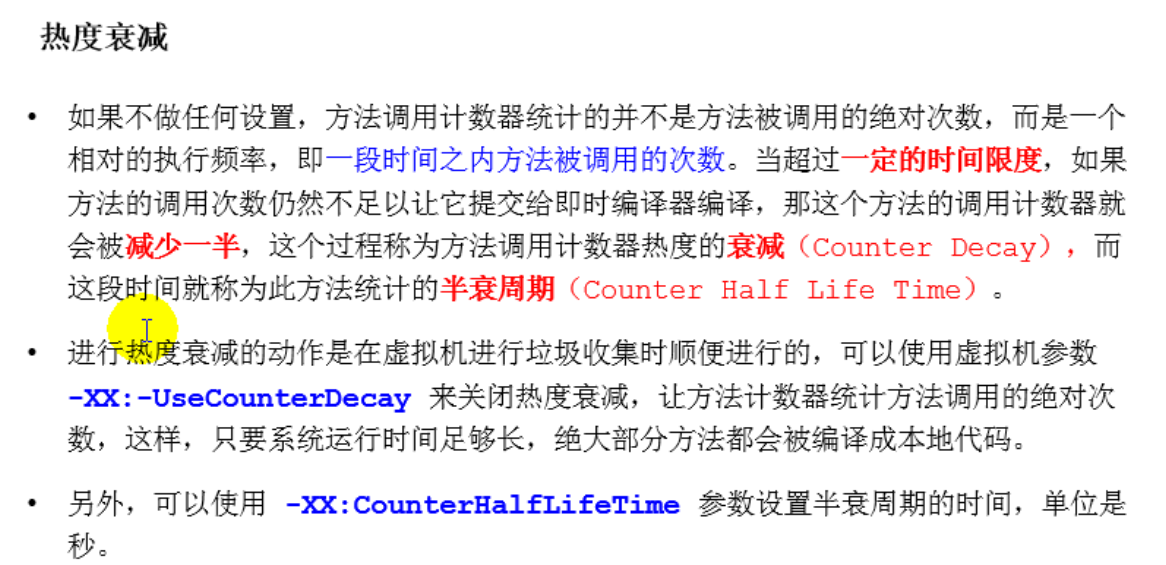 热度衰减
• 如果不做任何设置，方法调用计数器统计的并不是方法被调用的绝对次数，而是一个
相对的执行频率，即一段时间之内方法被调用的次数。当超过一定的时间限度，如果
方法的调用次数仍然不足以让它提交给即时编译器编译，那这个方法的调用计数器就
会被减少一半，这个过程称为方法调用计数器热度的衰减（Counter Decay），而
这段时间就称为此方法统计的半衰周期（Counter Half Life Time）。
• 进行热度衰减的动作是在虚拟机进行垃圾收集时顺便进行的，可以使用虚拟机参数
-XX:-UseCounterDecay 来关闭热度衰减，让方法计数器统计方法调用的绝对次
数，这样，只要系统运行时间足够长，绝大部分方法都会被编译成本地代码。
• 另外，可以使用 -XX:CounterHalfLifeTime 参数设置半衰周期的时间，单位是
秒。